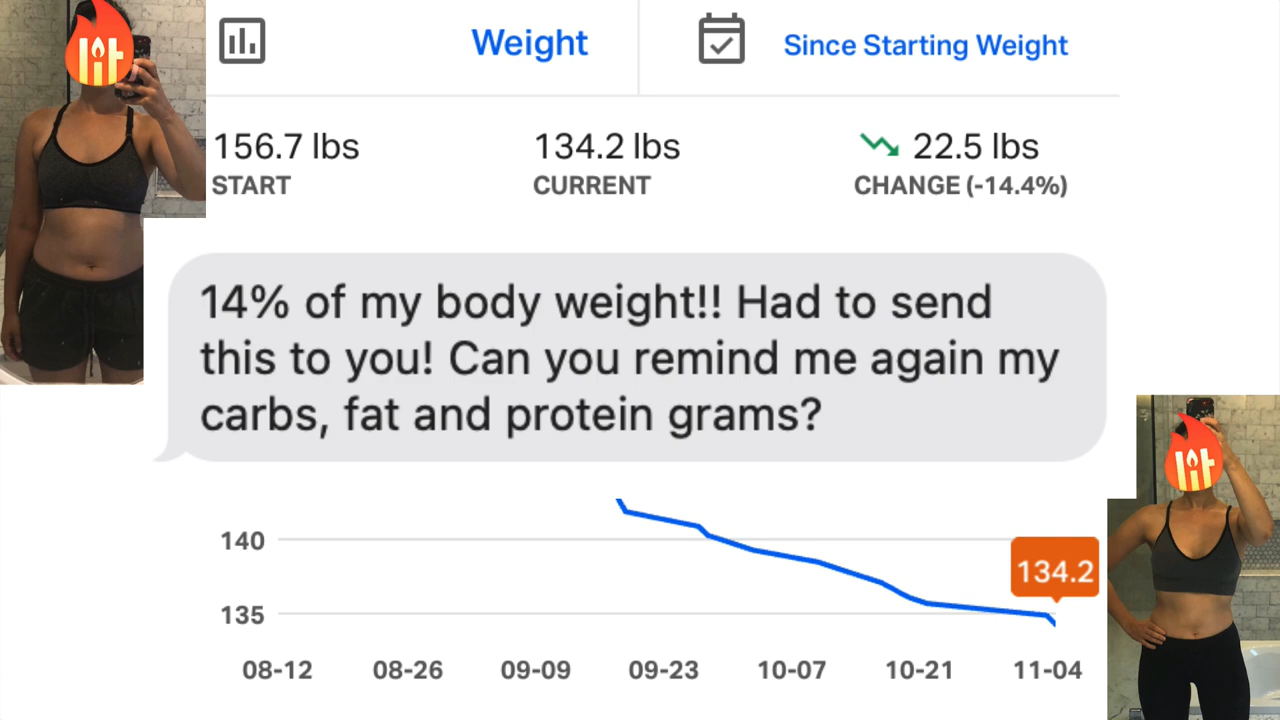 lit
Weight
Since Starting Weight
156.7 lbs
134.2 lbs
22.5 lbs
START
CURRENT
CHANGE (-14.4%)
14% of my body weight!! Had to send
this to you! Can you remind me again my
carbs, fat and protein grams?
lit
140
134.2
135
08-12
08-26
09-09
09-23
10-07
10-21
11-04